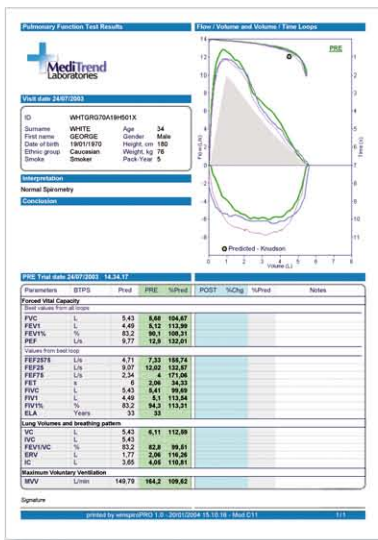 Pulmonary Function Test Results
MediTrend
Laboratories
Visit date 24/07/2003
ID WHTGRG70A19H501X
Surname WHITE Age 34
First name GEORGE Gender Male
Date of birth 19/01/1970 Height, cm 180
Ethnic group Caucasian Weight, kg 76
Smoke Smoker Pack-Year 5
Interpretation
Normal Spirometry
Conclusion
Flow / Volume and Volume / Time Loops
PRE
Flow (L/s)
Time (s)
Predicted - Knudson
Volume (L)
PRE Trial date 24/07/2003 14.34.17
Parameters BTPS Pred PRE %Pred POST %Chg %Pred Notes
Forced Vital Capacity
Best values from all loops
FVC L 5,43 5,68 104,67
FEV1 L 4,49 5,12 113,99
FEV1% % 83,2 90,1 108,31
PEF L/s 9,77 12,9 132,01
Values from best loop
FEF2575 L/s 4,71 7,33 155,74
FEF25 L/s 9,07 12,02 132,57
FEF75 L/s 2,34 4 171,06
FET s 6 2,06 34,33
FIVC L 5,43 5,41 99,69
FIV1 L 4,49 5,1 113,54
FIV1% % 83,2 94,3 113,31
ELA Years 33 33
Lung Volumes and breathing pattern
VC L 5,43 6,11 112,59
IVC L 5,43
FEV1/VC % 83,2 82,8 99,51
ERV L 1,77 2,06 116,26
IC L 3,65 4,05 110,81
Maximum Voluntary Ventilation
MVV L/min 149,79 164,2 109,62
Signature
printed by winspiroPRO 1.0 - 20/01/2004 15.10.16 - Mod.C11 1/1